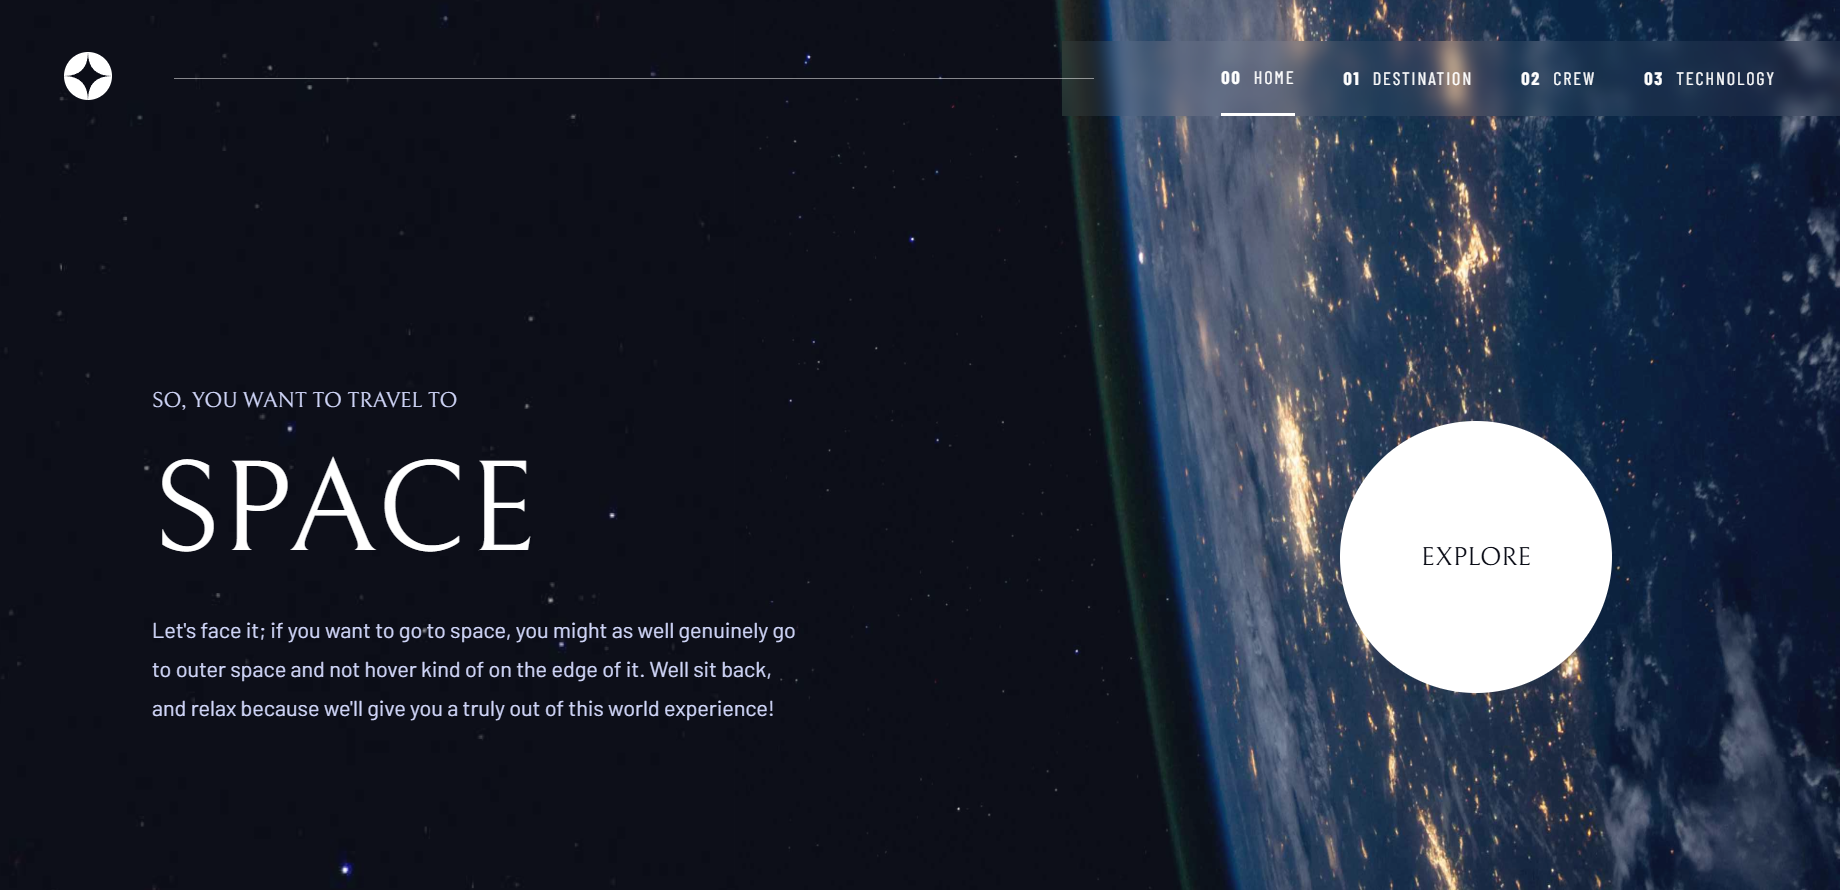 00 HOME 01 DESTINATION 02 CREW 03 TECHNOLOGY
SO, YOU WANT TO TRAVEL TO
SPACE
Let's face it; if you want to go to space, you might as well genuinely go
to outer space and not hover kind of on the edge of it. Well sit back,
and relax because we'll give you a truly out of this world experience!
EXPLORE